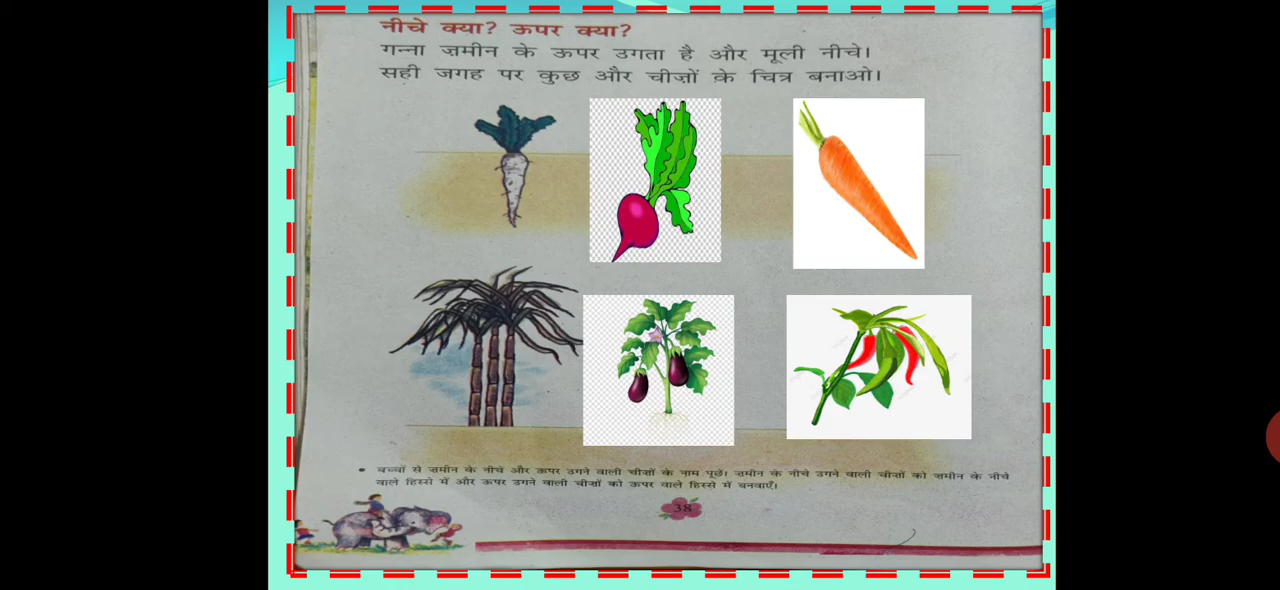 नीचे क्या? ऊपर क्या?
गन्ना ज़मीन के ऊपर उगता है और मूली नीचे।
सही जगह पर कुछ और चीज़ों के चित्र बनाओ।
• बच्चों से ज़मीन के नीचे और ऊपर उगने वाली चीज़ों के नाम पूछें। ज़मीन के नीचे उगने वाली चीज़ों को ज़मीन के नीचे
वाले हिस्से में और ऊपर उगने वाली चीज़ों को ऊपर वाले हिस्से में बनवाएँ।
38